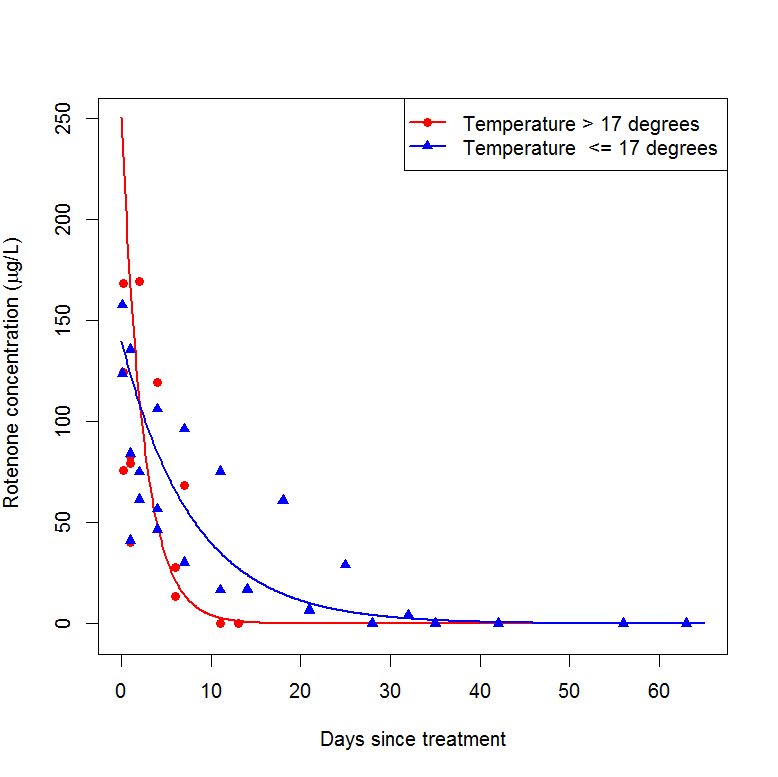 Temperature > 17 degrees
Temperature <= 17 degrees
Rotenone concentration (µg/L)
250
200
150
100
50
0
0 10 20 30 40 50 60
Days since treatment